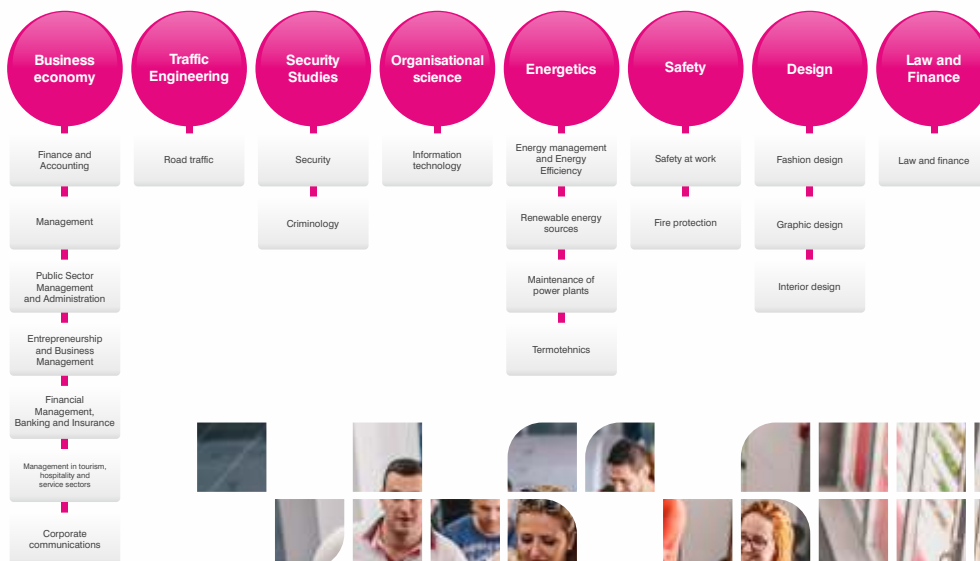 Business
economy
Traffic
Engineering
Security
Studies
Organisational
science
Energetics
Safety
Design
Law and
Finance
Finance and
Accounting
Management
Public Sector
Management
and Administration
Entrepreneurship
and Business
Management
Financial
Management,
Banking and Insurance
Management in tourism,
hospitality and
service sectors
Corporate
communications
Road traffic
Security
Criminology
Information
technology
Energy management
and Energy
Efficiency
Renewable energy
sources
Maintenance of
power plants
Termotehnics
Safety at work
Fire protection
Fashion design
Graphic design
Interior design
Law and finance